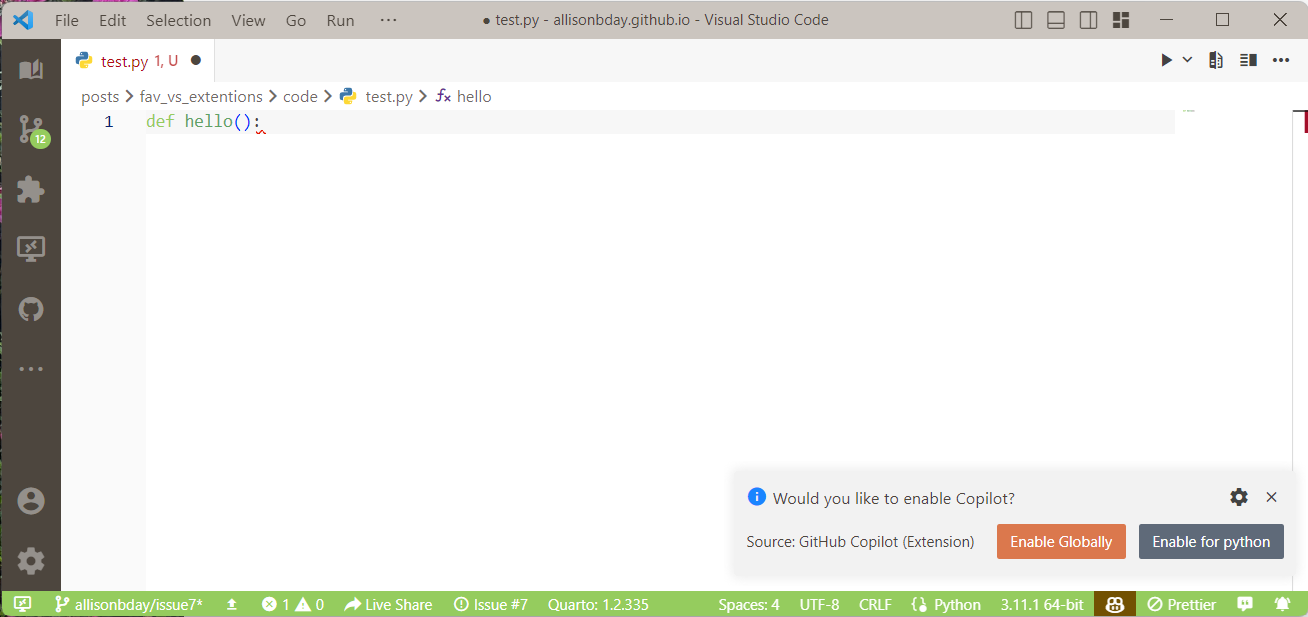 File Edit Selection View Go Run ··· ● test.py - allisonbday.github.io - Visual Studio Code
test.py 1, U ●
posts > fav_vs_extentions > code > test.py > hello
1 def hello():
12
Would you like to enable Copilot?
Source: GitHub Copilot (Extension) Enable Globally Enable for python
allisonbday/issue7* 1 0 Live Share Issue #7 Quarto: 1.2.335 Spaces: 4 UTF-8 CRLF {} Python 3.11.1 64-bit Prettier